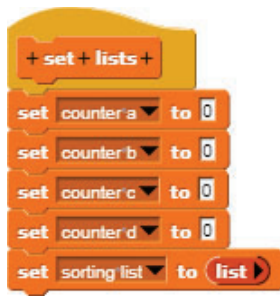 + set + lists +
set counter a to 0
set counter b to 0
set counter c to 0
set counter d to 0
set sorting list to list